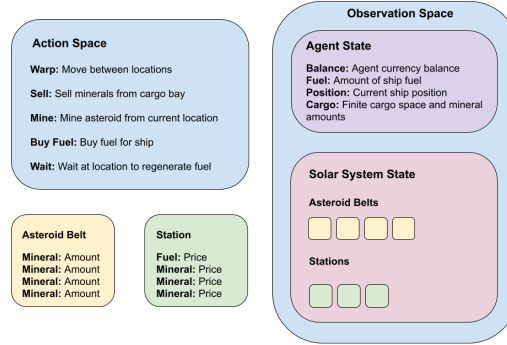 Action Space
Warp: Move between locations
Sell: Sell minerals from cargo bay
Mine: Mine asteroid from current location
Buy Fuel: Buy fuel for ship
Wait: Wait at location to regenerate fuel
Asteroid Belt
Mineral: Amount
Mineral: Amount
Mineral: Amount
Mineral: Amount
Station
Fuel: Price
Mineral: Price
Mineral: Price
Mineral: Price
Observation Space
Agent State
Balance: Agent currency balance
Fuel: Amount of ship fuel
Position: Current ship position
Cargo: Finite cargo space and mineral
amounts
Solar System State
Asteroid Belts
Stations